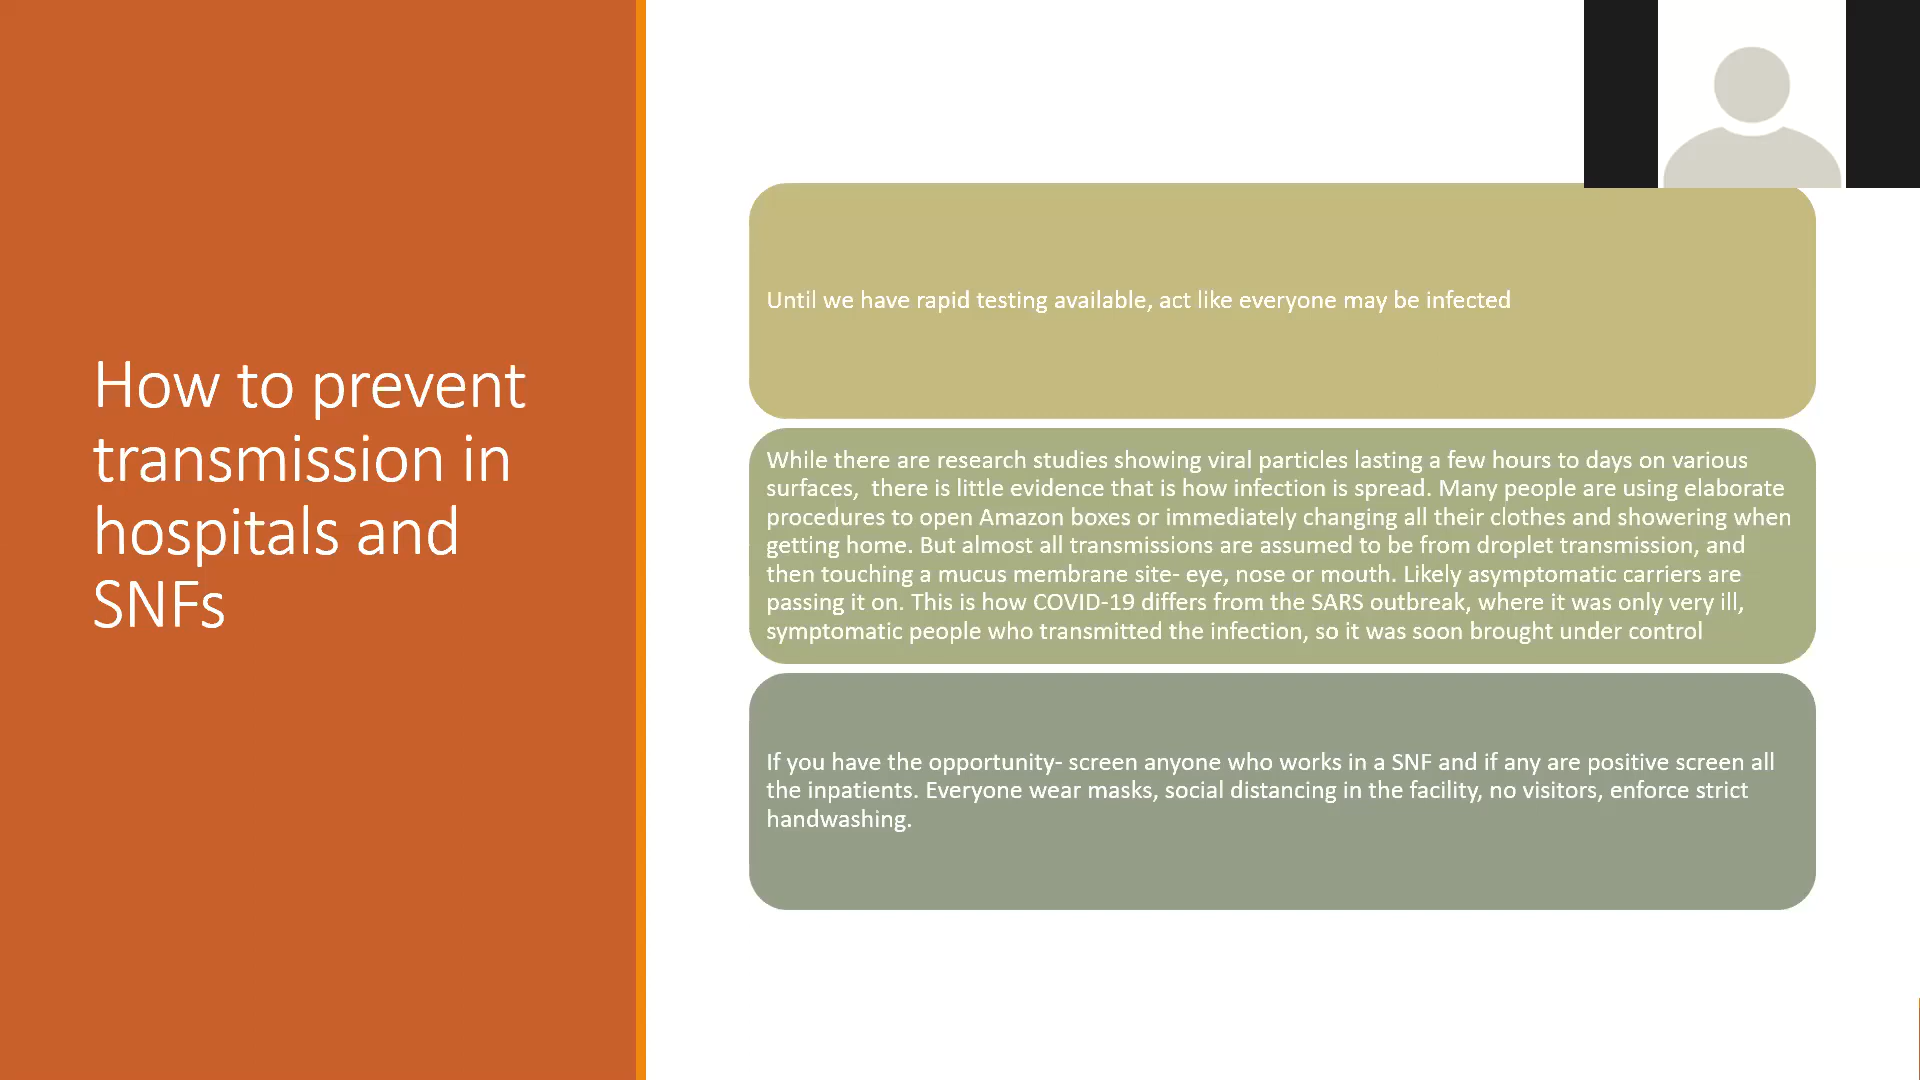 How to prevent
transmission in
hospitals and
SNFs
Until we have rapid testing available, act like everyone may be infected
While there are research studies showing viral particles lasting a few hours to days on various
surfaces,  there is little evidence that is how infection is spread. Many people are using elaborate
procedures to open Amazon boxes or immediately changing all their clothes and showering when
getting home. But almost all transmissions are assumed to be from droplet transmission, and
then touching a mucus membrane site- eye, nose or mouth. Likely asymptomatic carriers are
passing it on. This is how COVID-19 differs from the SARS outbreak, where it was only very ill,
symptomatic people who transmitted the infection, so it was soon brought under control
If you have the opportunity- screen anyone who works in a SNF and if any are positive screen all
the inpatients. Everyone wear masks, social distancing in the facility, no visitors, enforce strict
handwashing.